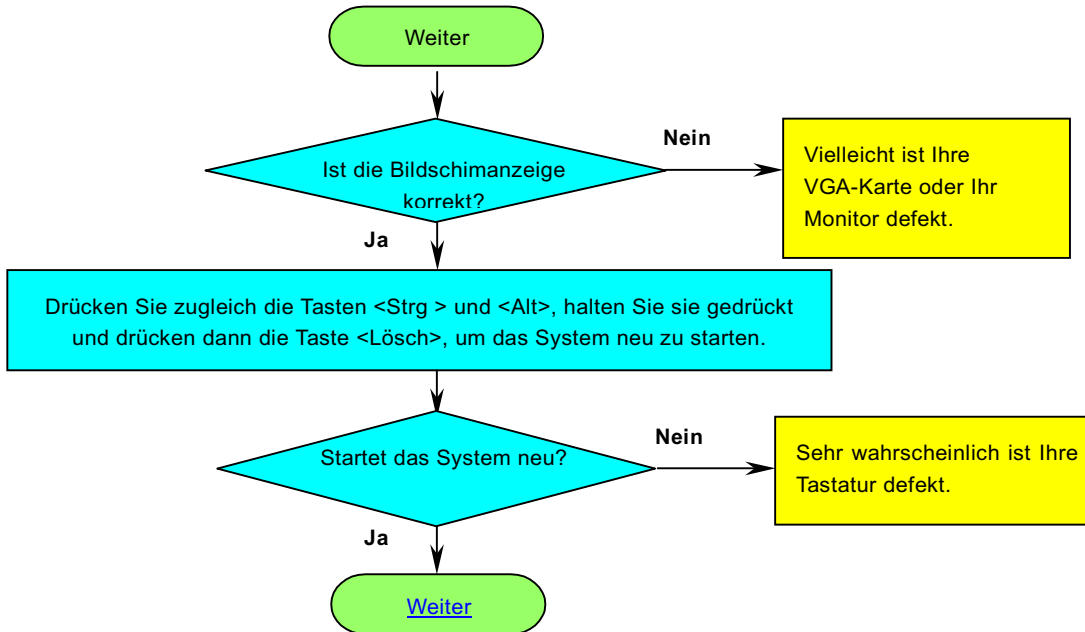 Weiter
Nein
Ist die Bildschimanzeige
korrekt?
Vielleicht ist Ihre
VGA-Karte oder Ihr
Monitor defekt.
Ja
Drücken Sie zugleich die Tasten <Strg > und <Alt>, halten Sie sie gedrückt
und drücken dann die Taste <Lösch>, um das System neu zu starten.
Nein
Startet das System neu?
Sehr wahrscheinlich ist Ihre
Tastatur defekt.
Ja
Weiter